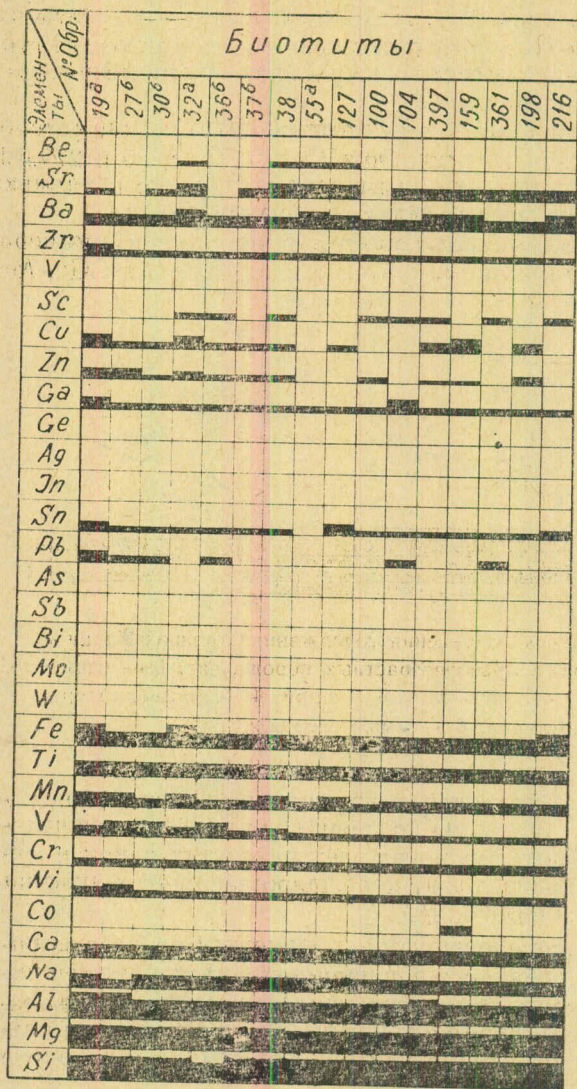 № Обр.
Элемен-
ты
Биотиты
19а 27б 30б 32а 36б 37б 38 55а 127 100 104 397 159 361 198 216
Be
Sr
Ba
Zr
V
Sc
Cu
Zn
Ga
Ge
Ag
Jn
Sn
Pb
As
Sb
Bi
Mo
W
Fe
Ti
Mn
V
Cr
Ni
Co
Ca
Na
Al
Mg
Si